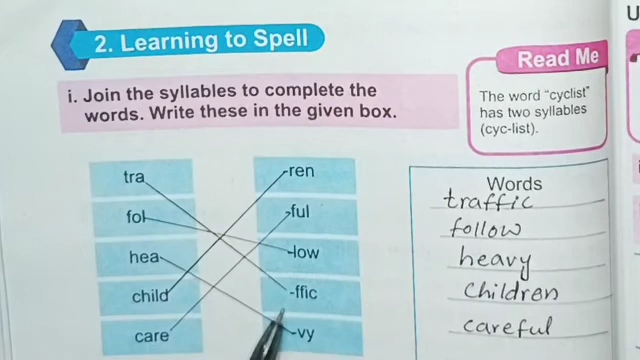 2. Learning to Spell
i. Join the syllables to complete the
words. Write these in the given box.
Read Me
The word "cyclist"
has two syllables
(cyc-list).
tra
fol
hea
child
care
-ren
-ful
-low
-ffic
-vy
Words
traffic
follow
heavy
Children
careful
U